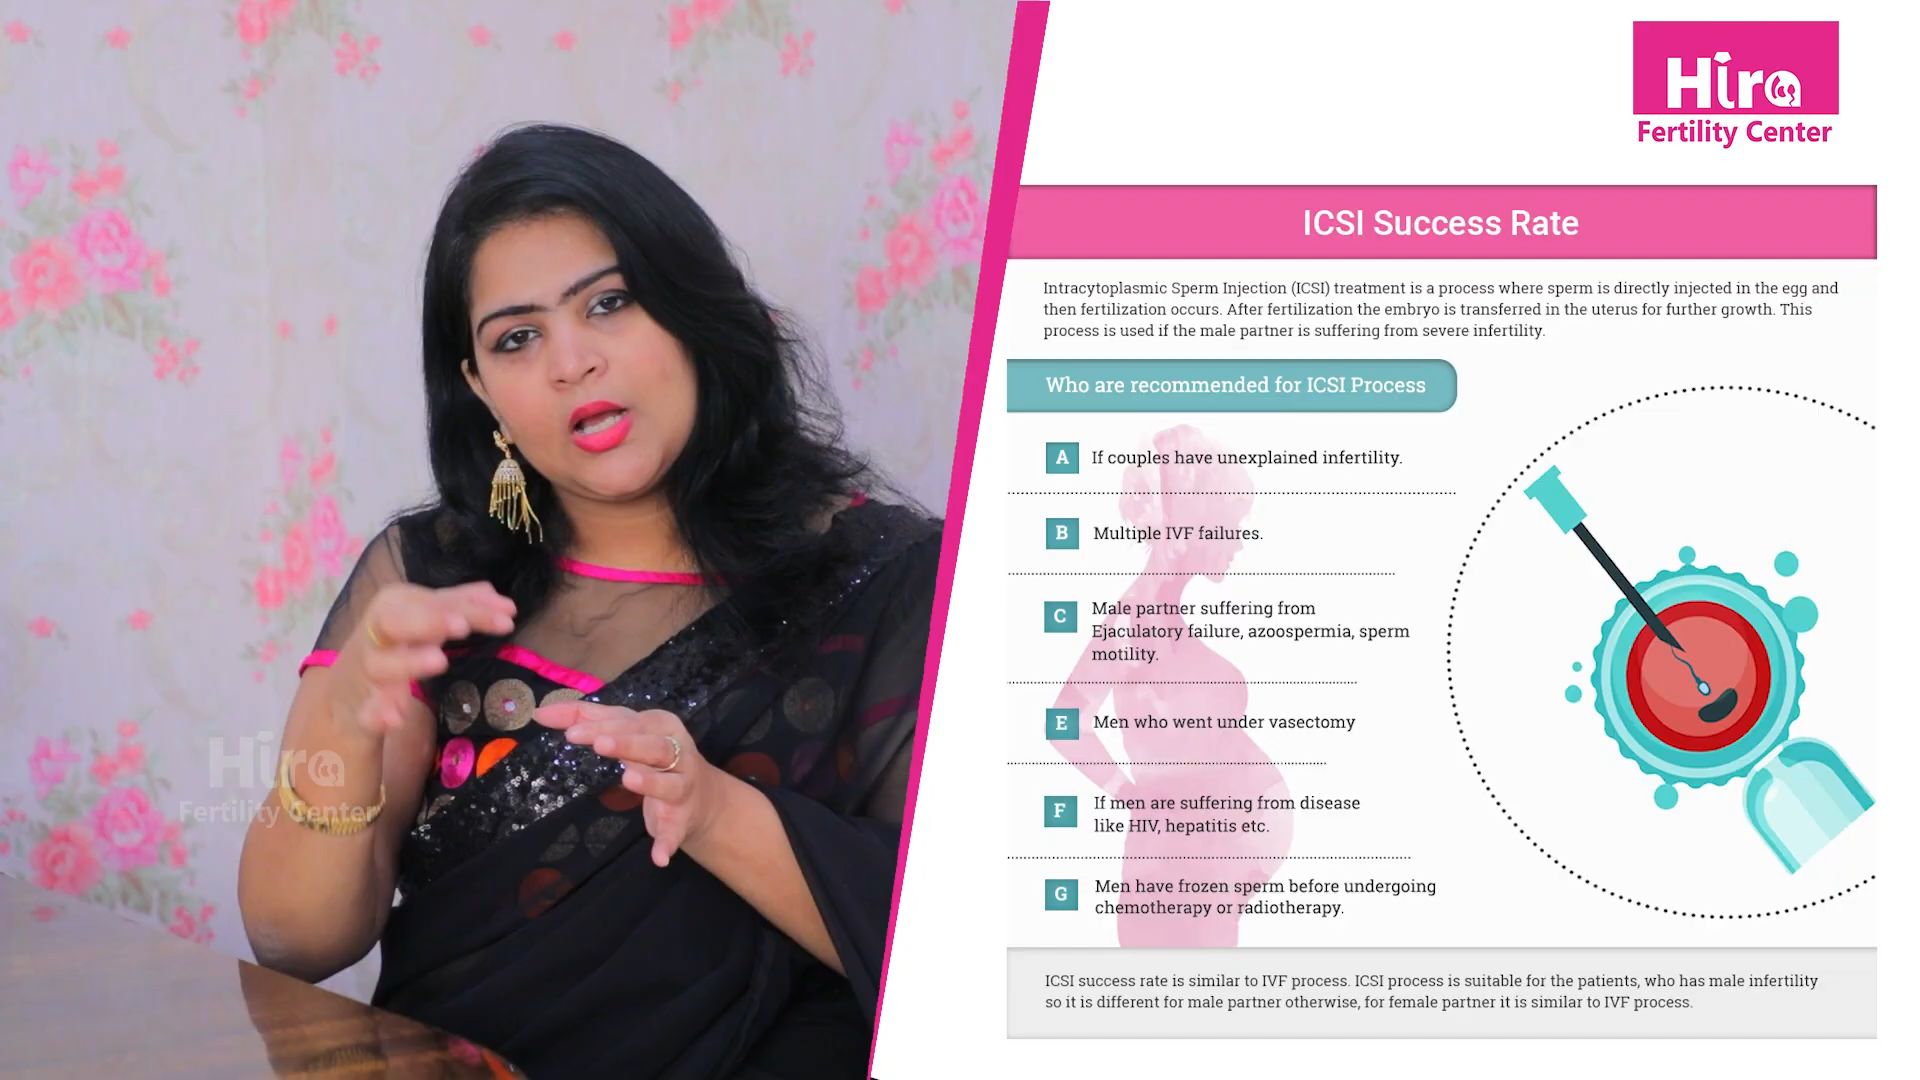 Hira
Fertility Center
ICSI Success Rate
Intracytoplasmic Sperm Injection (ICSI) treatment is a process where sperm is directly injected in the egg and
then fertilization occurs. After fertilization the embryo is transferred in the uterus for further growth. This
process is used if the male partner is suffering from severe infertility.
Who are recommended for ICSI Process
A If couples have unexplained infertility.
B Multiple IVF failures.
C Male partner suffering from
Ejaculatory failure, azoospermia, sperm
motility.
E Men who went under vasectomy
F If men are suffering from disease
like HIV, hepatitis etc.
G Men have frozen sperm before undergoing
chemotherapy or radiotherapy.
ICSI success rate is similar to IVF process. ICSI process is suitable for the patients, who has male infertility
so it is different for male partner otherwise, for female partner it is similar to IVF process.
Hira
Fertility Center